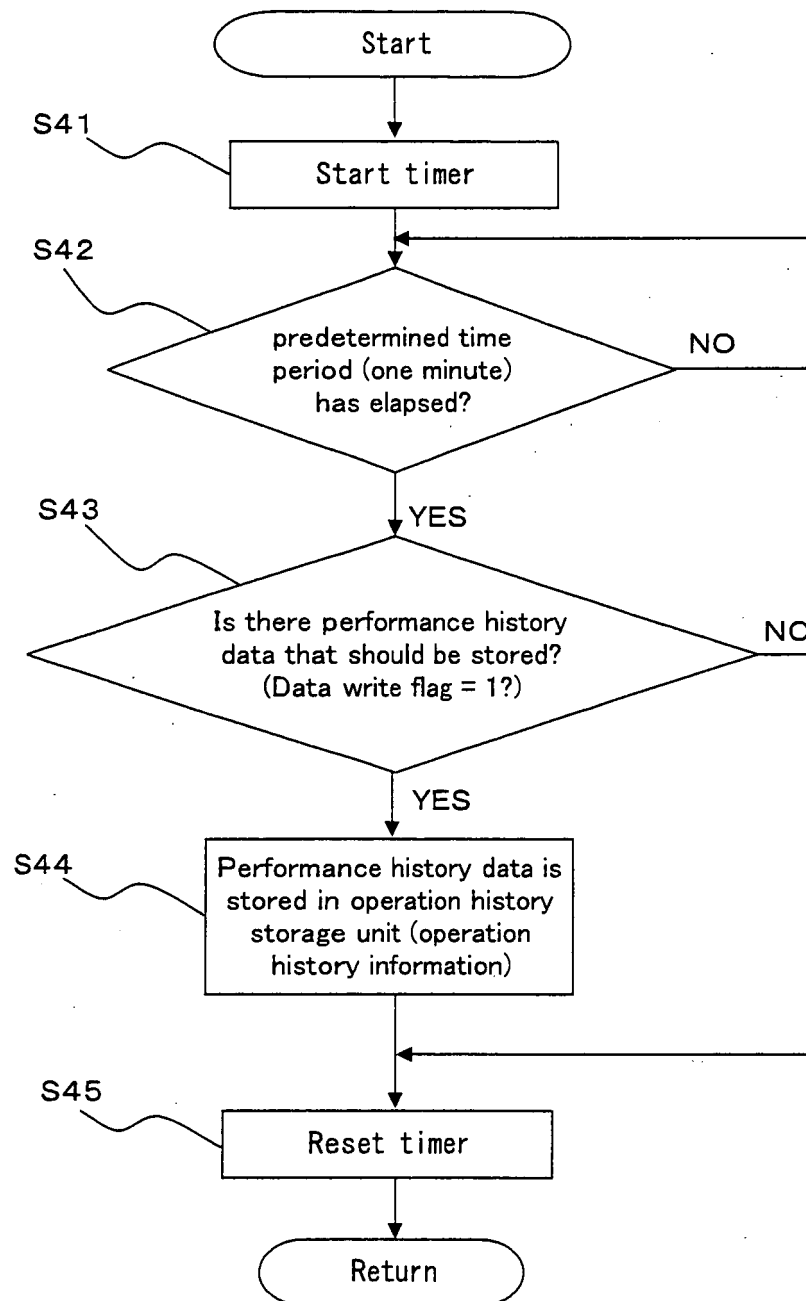 Start
S41
Start timer
S42
predetermined time
period (one minute)
has elapsed?
NO
YES
S43
Is there performance history
data that should be stored?
(Data write flag = 1?)
NO
YES
S44
Performance history data is
stored in operation history
storage unit (operation
history information)
S45
Reset timer
Return